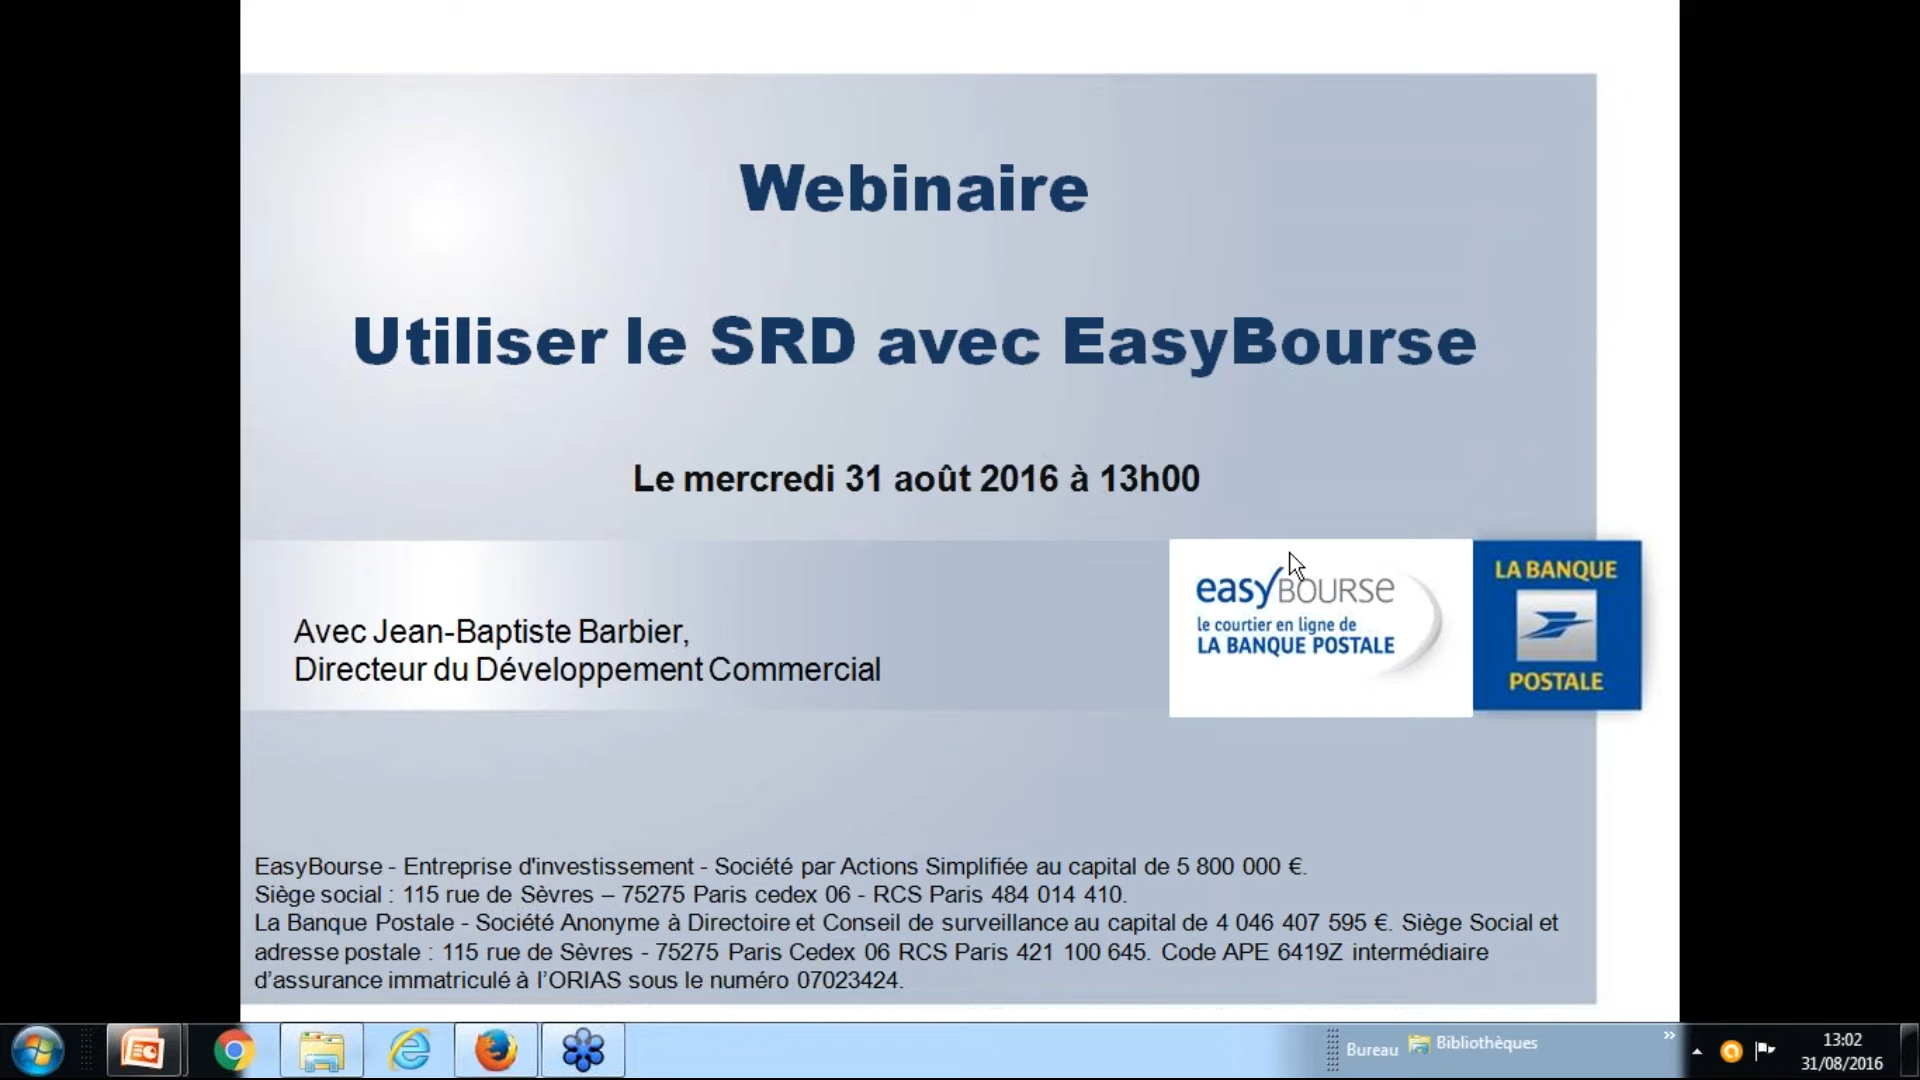 Webinaire
Utiliser le SRD avec EasyBourse
Le mercredi 31 août 2016 à 13h00
Avec Jean-Baptiste Barbier,
Directeur du Développement Commercial
easyBOURSE
le courtier en ligne de
LA BANQUE POSTALE
LA BANQUE
POSTALE
EasyBourse - Entreprise d'investissement - Société par Actions Simplifiée au capital de 5 800 000 €.
Siège social : 115 rue de Sèvres – 75275 Paris cedex 06 - RCS Paris 484 014 410.
La Banque Postale - Société Anonyme à Directoire et Conseil de surveillance au capital de 4 046 407 595 €. Siège Social et
adresse postale : 115 rue de Sèvres - 75275 Paris Cedex 06 RCS Paris 421 100 645. Code APE 6419Z intermédiaire
d’assurance immatriculé à l’ORIAS sous le numéro 07023424.
Bureau
Bibliothèques
13:02
31/08/2016